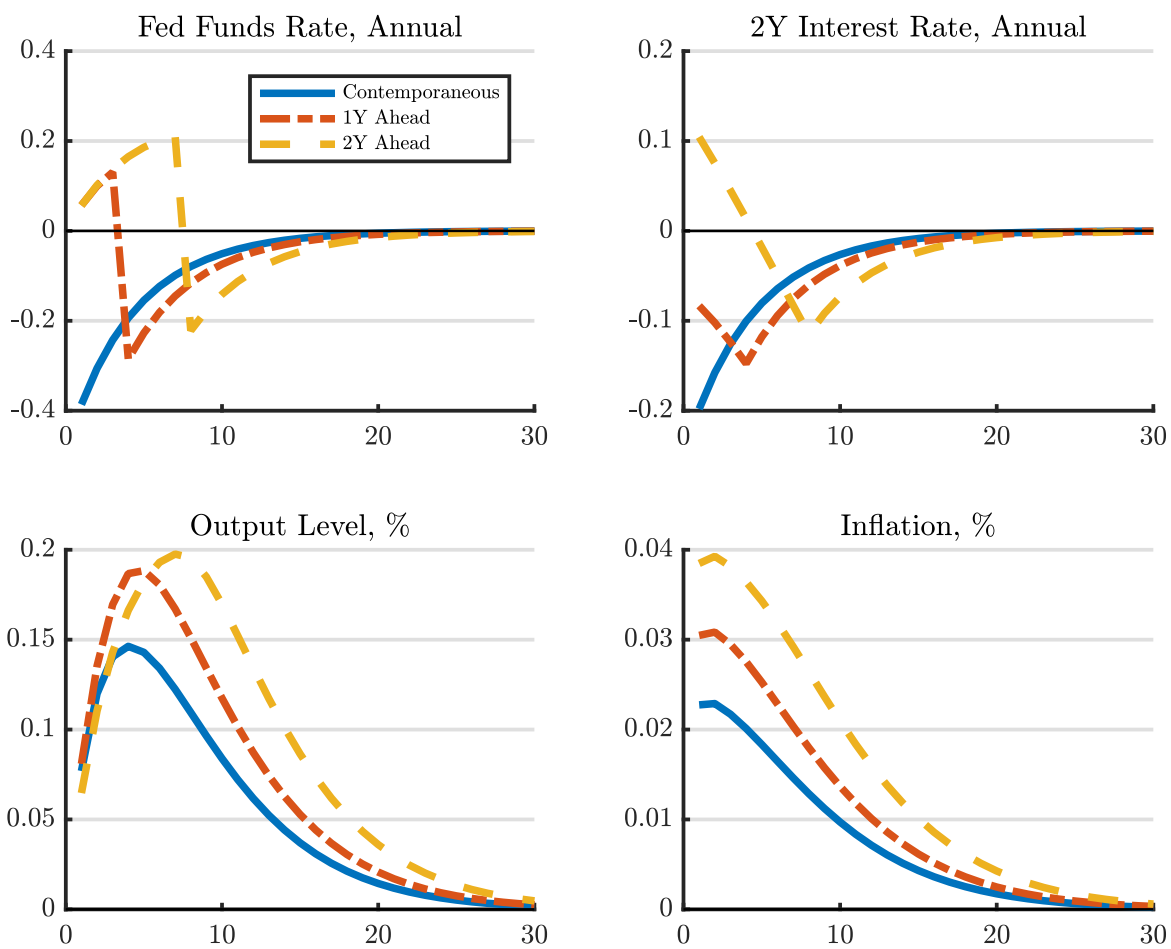 Fed Funds Rate, Annual
0.4
0.2
0
-0.2
-0.4
0 10 20 30
Contemporaneous
1Y Ahead
2Y Ahead
2Y Interest Rate, Annual
0.2
0.1
0
-0.1
-0.2
0 10 20 30
Output Level, %
0.2
0.15
0.1
0.05
0
0 10 20 30
Inflation, %
0.04
0.03
0.02
0.01
0
0 10 20 30